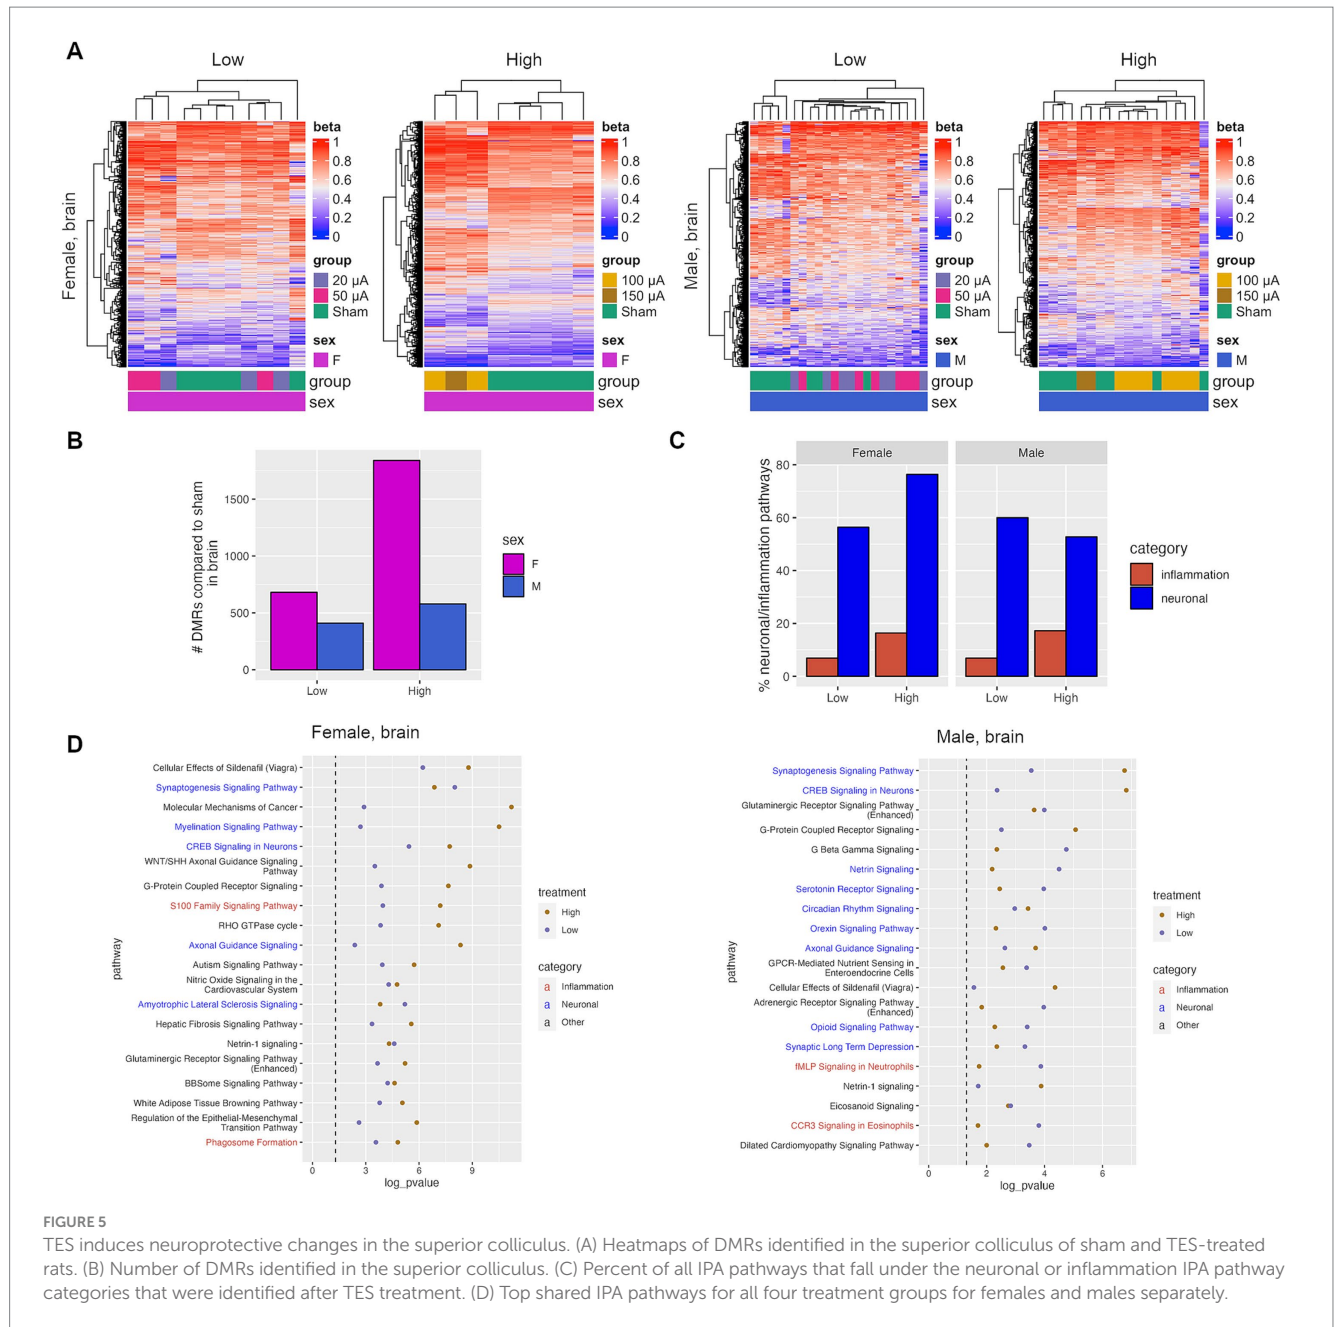 A
Low
High
Low
High
Female, brain
beta
1
0.8
0.6
0.4
0.2
0
group
20 µA
50 µA
Sham
sex
F
group
sex
beta
1
0.8
0.6
0.4
0.2
0
group
100 µA
150 µA
Sham
sex
F
group
sex
Male, brain
beta
1
0.8
0.6
0.4
0.2
0
group
20 µA
50 µA
Sham
sex
M
group
sex
beta
1
0.8
0.6
0.4
0.2
0
group
100 µA
150 µA
Sham
sex
M
group
sex
B
# DMRs compared to sham
in brain
1500
1000
500
0
Low
High
sex
F
M
C
% neuronal/inflammation pathways
Female
Male
80
60
40
20
0
Low
High
Low
High
category
inflammation
neuronal
D
Female, brain
pathway
Cellular Effects of Sildenafil (Viagra)
Synaptogenesis Signaling Pathway
Molecular Mechanisms of Cancer
Myelination Signaling Pathway
CREB Signaling in Neurons
WNT/SHH Axonal Guidance Signaling
Pathway
G-Protein Coupled Receptor Signaling
S100 Family Signaling Pathway
RHO GTPase cycle
Axonal Guidance Signaling
Autism Signaling Pathway
Nitric Oxide Signaling in the
Cardiovascular System
Amyotrophic Lateral Sclerosis Signaling
Hepatic Fibrosis Signaling Pathway
Netrin-1 signaling
Glutaminergic Receptor Signaling Pathway
(Enhanced)
BBSome Signaling Pathway
White Adipose Tissue Browning Pathway
Regulation of the Epithelial-Mesenchymal
Transition Pathway
Phagosome Formation
0
3
6
9
log_pvalue
treatment
High
Low
category
a Inflammation
a Neuronal
a Other
Male, brain
pathway
Synaptogenesis Signaling Pathway
CREB Signaling in Neurons
Glutaminergic Receptor Signaling Pathway
(Enhanced)
G-Protein Coupled Receptor Signaling
G Beta Gamma Signaling
Netrin Signaling
Serotonin Receptor Signaling
Circadian Rhythm Signaling
Orexin Signaling Pathway
Axonal Guidance Signaling
GPCR-Mediated Nutrient Sensing in
Enteroendocrine Cells
Cellular Effects of Sildenafil (Viagra)
Adrenergic Receptor Signaling Pathway
(Enhanced)
Opioid Signaling Pathway
Synaptic Long Term Depression
fMLP Signaling in Neutrophils
Netrin-1 signaling
Eicosanoid Signaling
CCR3 Signaling in Eosinophils
Dilated Cardiomyopathy Signaling Pathway
0
2
4
6
log_pvalue
treatment
High
Low
category
a Inflammation
a Neuronal
a Other
FIGURE 5
TES induces neuroprotective changes in the superior colliculus. (A) Heatmaps of DMRs identified in the superior colliculus of sham and TES-treated
rats. (B) Number of DMRs identified in the superior colliculus. (C) Percent of all IPA pathways that fall under the neuronal or inflammation IPA pathway
categories that were identified after TES treatment. (D) Top shared IPA pathways for all four treatment groups for females and males separately.